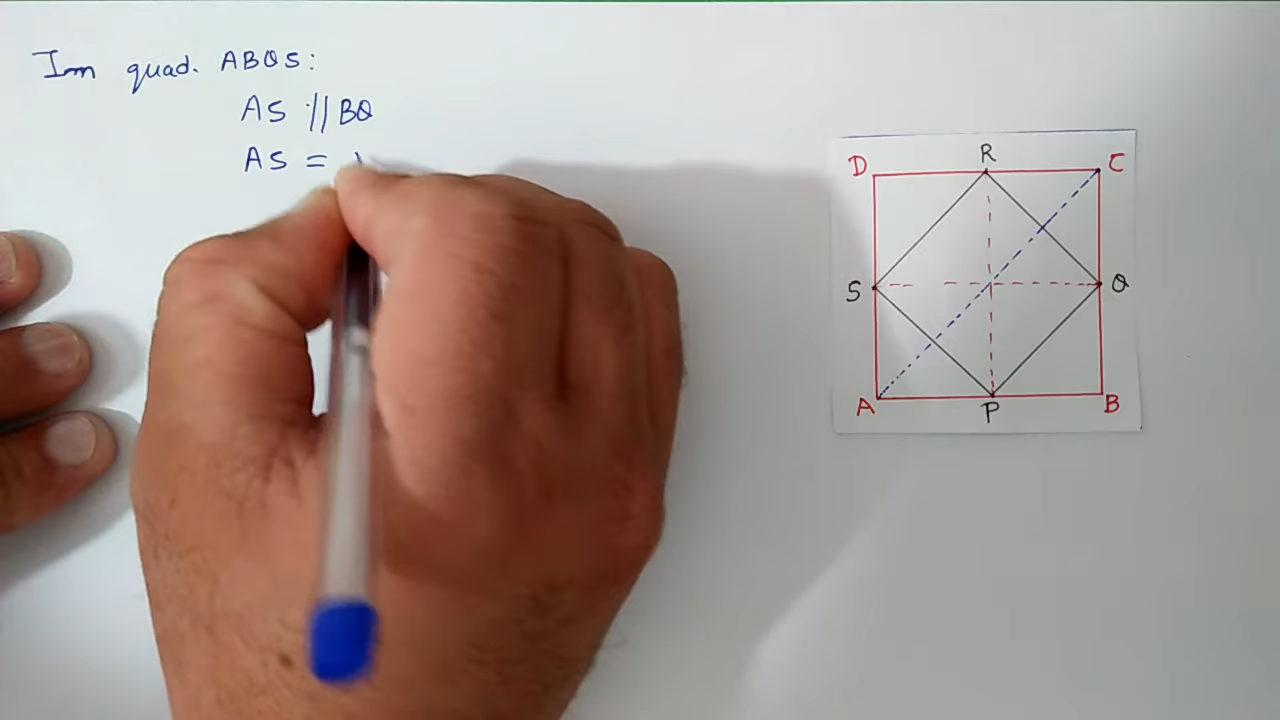 In quad. ABQS:
AS || BQ
AS =
D R C
S Q
A P B